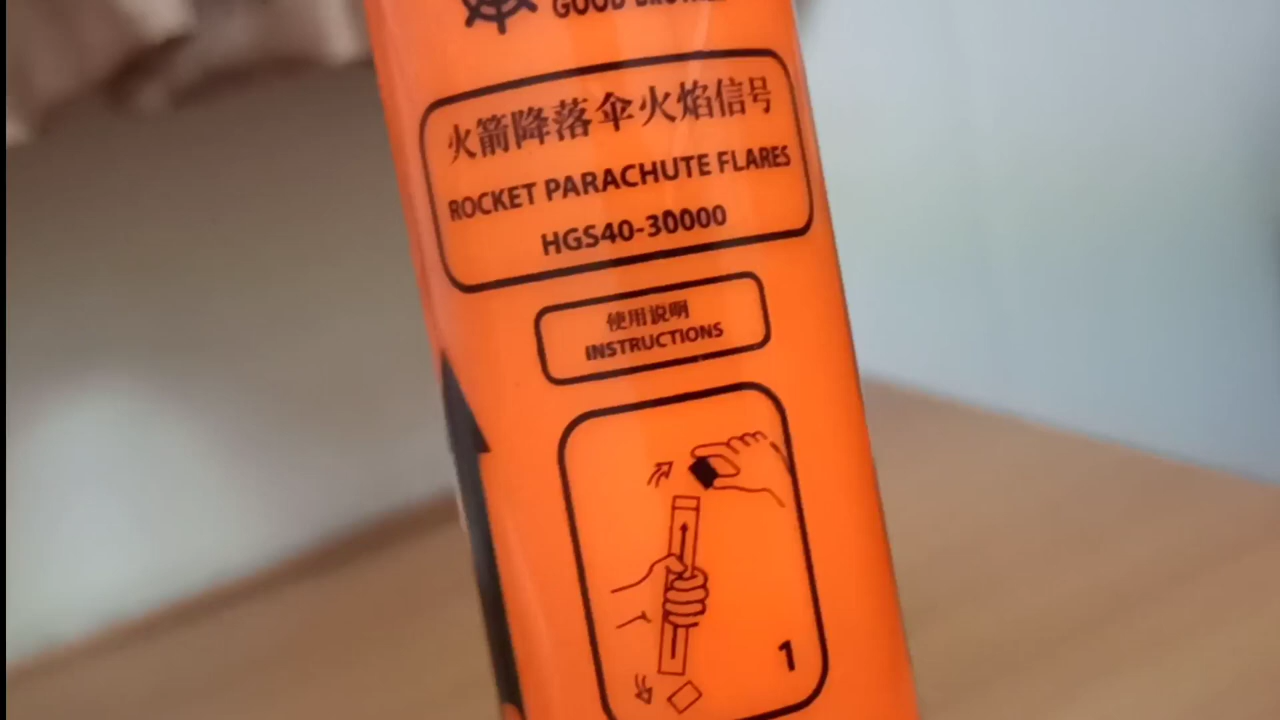 GOOD
火箭降落伞火焰信号
ROCKET PARACHUTE FLARES
HGS40-30000
使用说明
INSTRUCTIONS
1